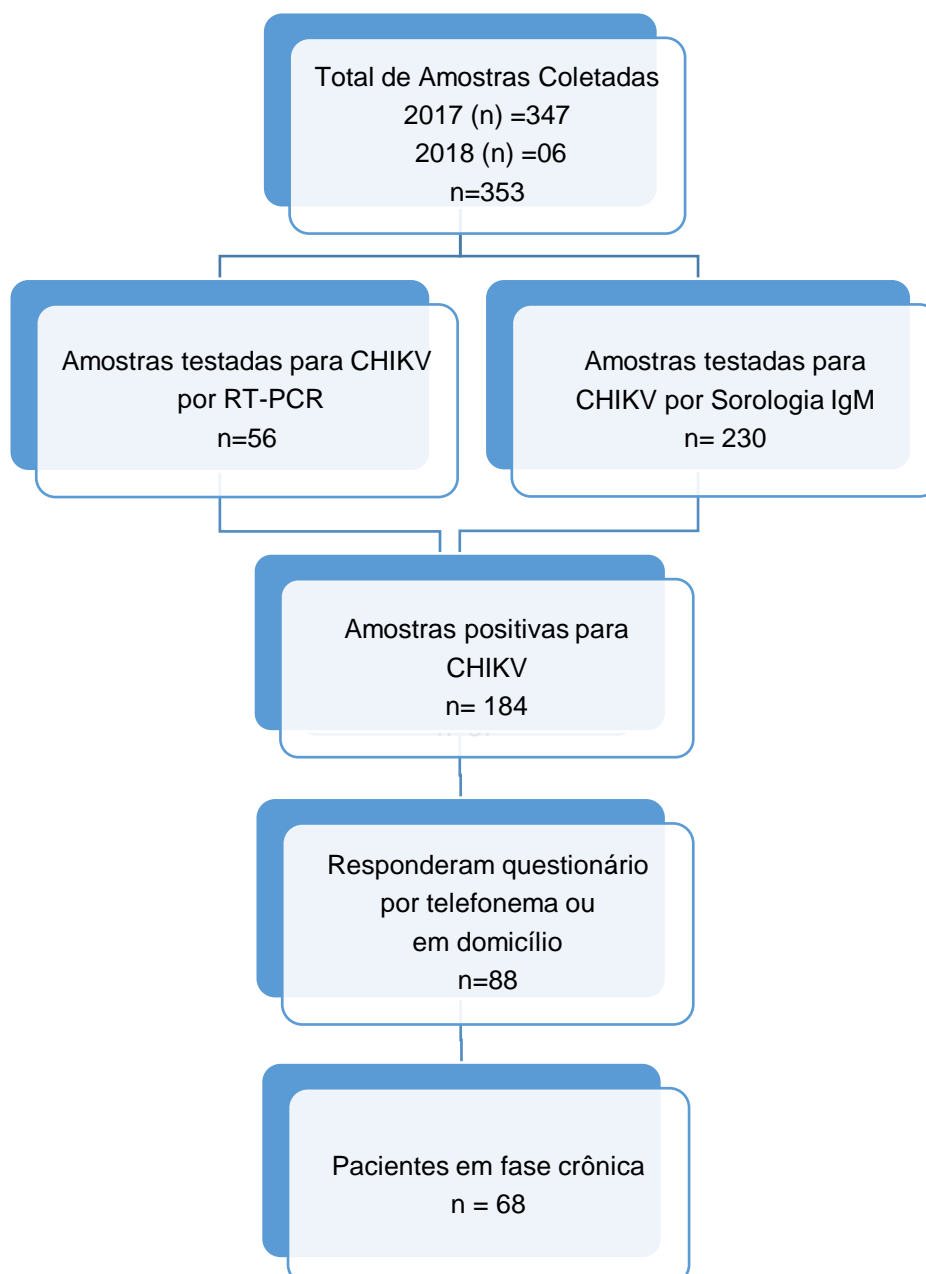 Total de Amostras Coletadas
2017 (n) =347
2018 (n) =06
n=353
Amostras testadas para CHIKV
por RT-PCR
n=56
Amostras testadas para
CHIKV por Sorologia IgM
n= 230
Amostras positivas para
CHIKV
n= 184
Responderam questionário
por telefonema ou
em domicílio
n=88
Pacientes em fase crônica
n = 68